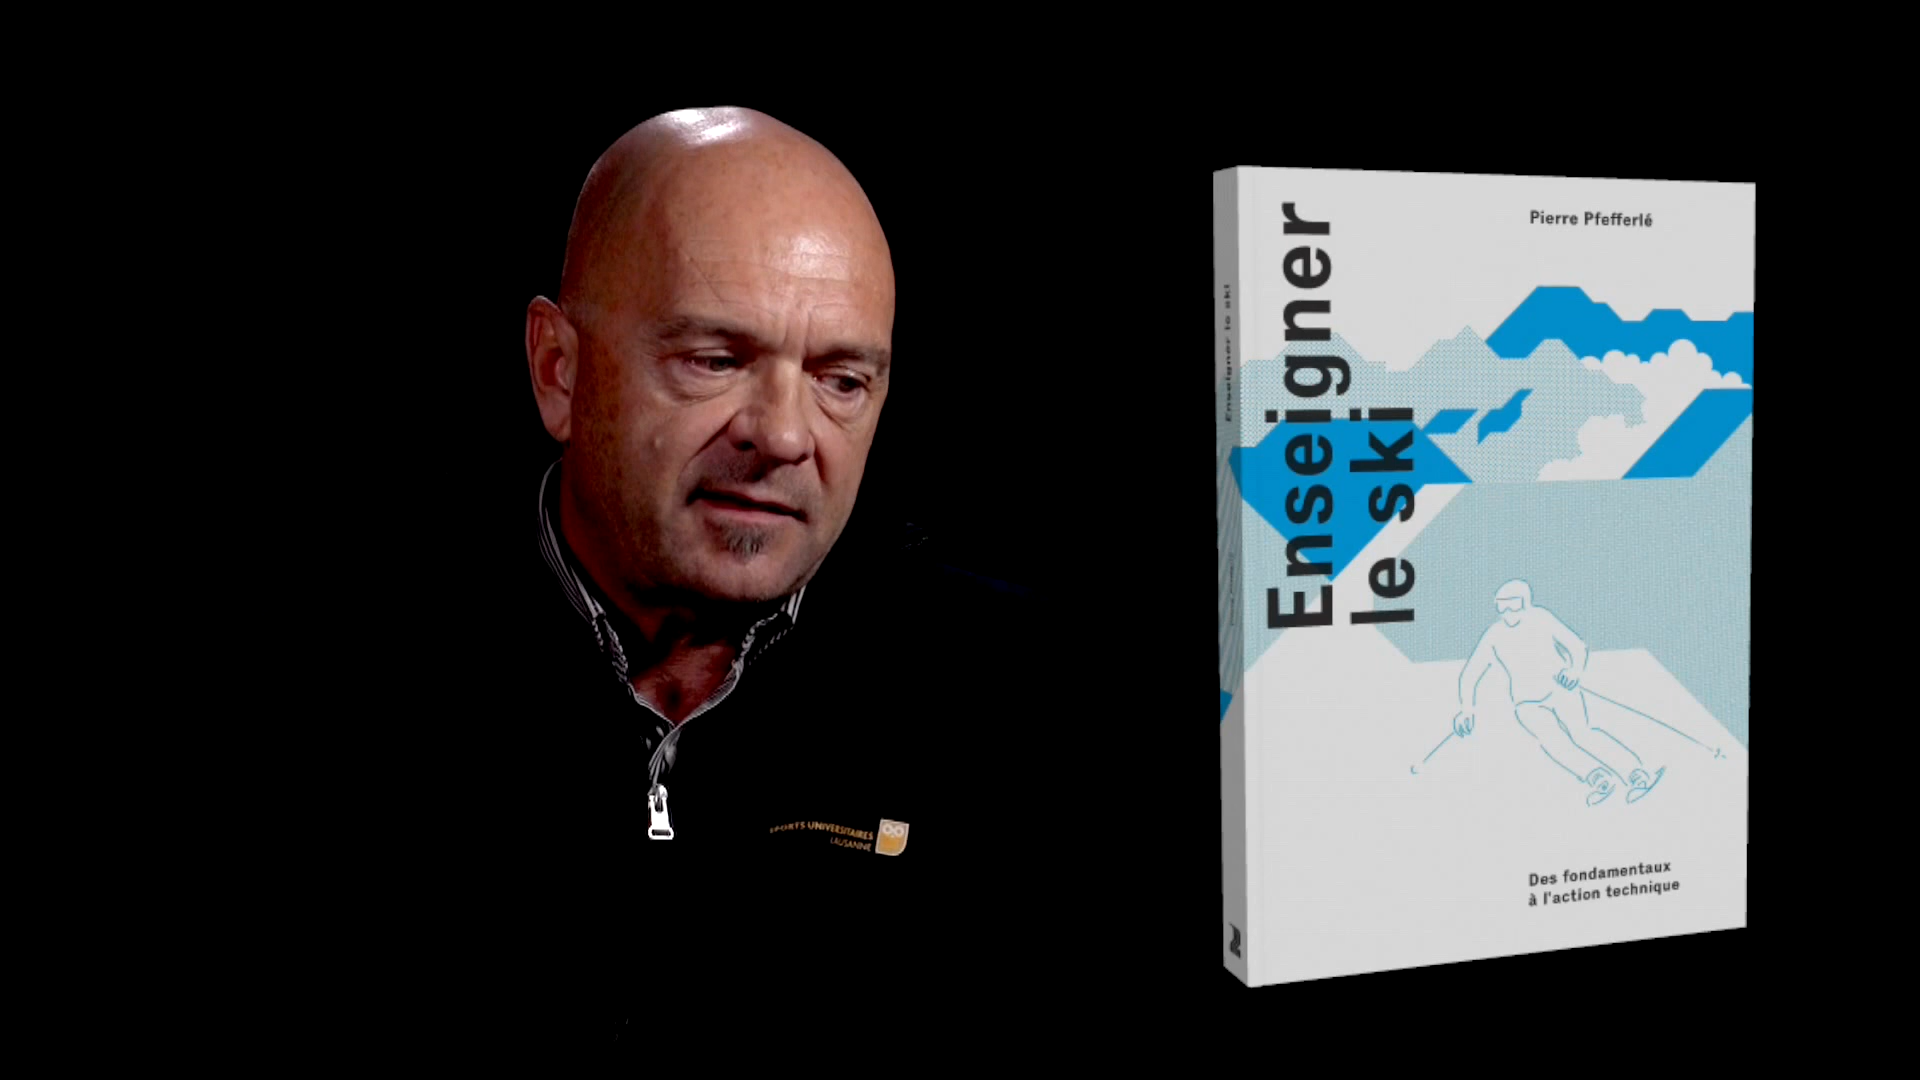 SPORTS UNIVERSITAIRES
LAUSANNE
Enseigner le ski
Pierre Pfefferlé
Enseigner
le ski
Des fondamentaux
à l'action technique